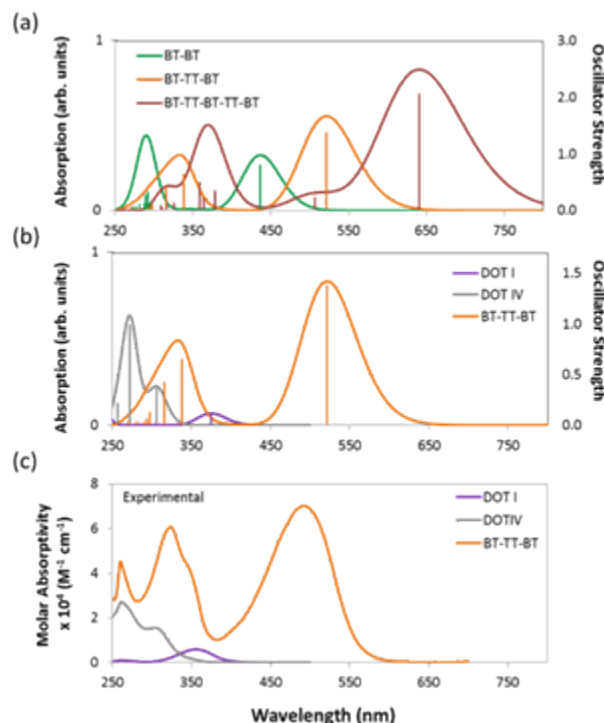 (a)
Absorption (arb. units)
1
0
BT-BT
BT-TT-BT
BT-TT-BT-TT-BT
3.0
2.0
1.0
0.0
Oscillator Strength
250 350 450 550 650 750
(b)
Absorption (arb. units)
1
0
DOT I
DOT IV
BT-TT-BT
1.5
1.0
0.5
0.0
Oscillator Strength
250 350 450 550 650 750
(c)
Molar Absorptivity
x 10⁴ (M⁻¹ cm⁻¹)
8
6
4
2
0
Experimental
DOT I
DOTIV
BT-TT-BT
250 350 450 550 650 750
Wavelength (nm)